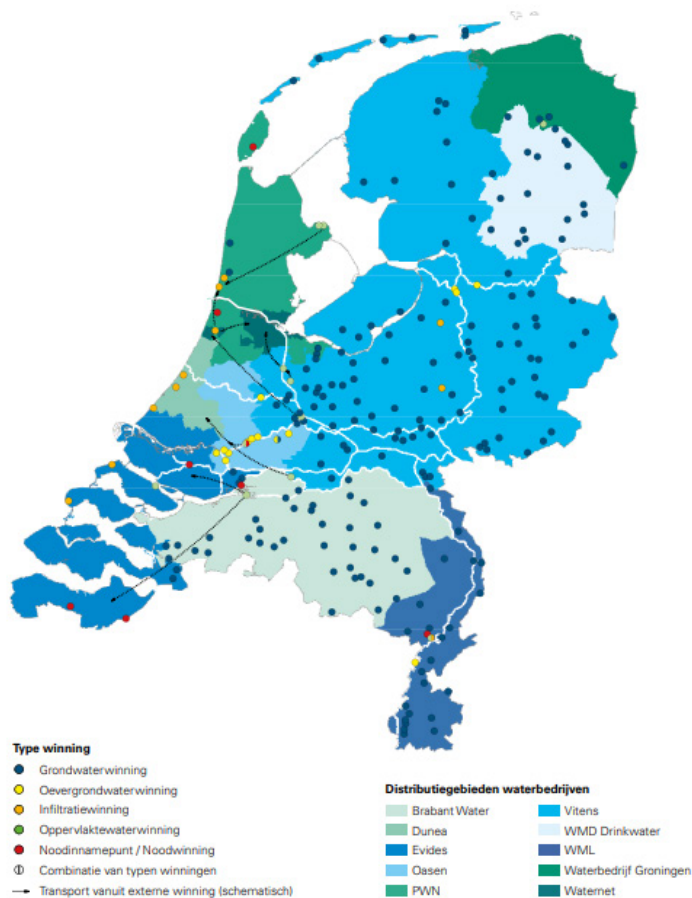 Type winning
Grondwaterwinning
Oevergrondwaterwinning
Infiltratiewinning
Oppervlaktewaterwinning
Noodinnamepunt / Noodwinning
Combinatie van typen winningen
Transport vanuit externe winning (schematisch)
Distributiegebieden waterbedrijven
Brabant Water
Dunea
Evides
Oasen
PWN
Vitens
WMD Drinkwater
WML
Waterbedrijf Groningen
Waternet